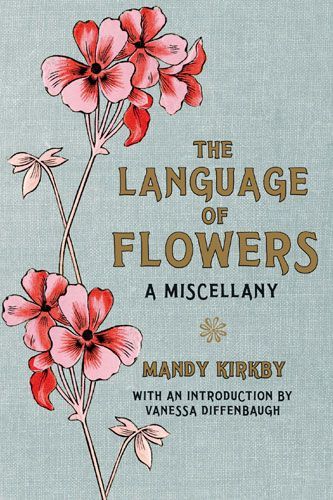 THE
LANGUAGE
OF
FLOWERS
A MISCELLANY
MANDY KIRKBY
WITH AN INTRODUCTION BY
VANESSA DIFFENBAUGH